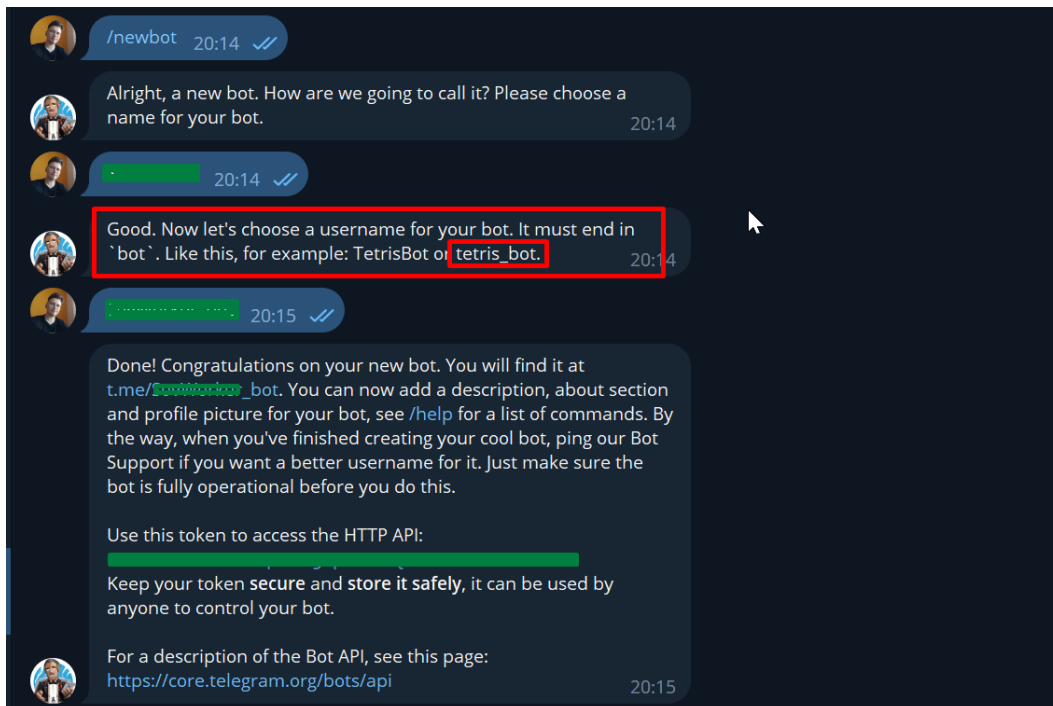 /newbot 20:14
Alright, a new bot. How are we going to call it? Please choose a
name for your bot.
20:14
20:14
Good. Now let's choose a username for your bot. It must end in
`bot`. Like this, for example: TetrisBot or tetris_bot.
20:14
20:15
Done! Congratulations on your new bot. You will find it at
t.me/ _bot. You can now add a description, about section
and profile picture for your bot, see /help for a list of commands. By
the way, when you've finished creating your cool bot, ping our Bot
Support if you want a better username for it. Just make sure the
bot is fully operational before you do this.
Use this token to access the HTTP API:
Keep your token secure and store it safely, it can be used by
anyone to control your bot.
For a description of the Bot API, see this page:
https://core.telegram.org/bots/api
20:15